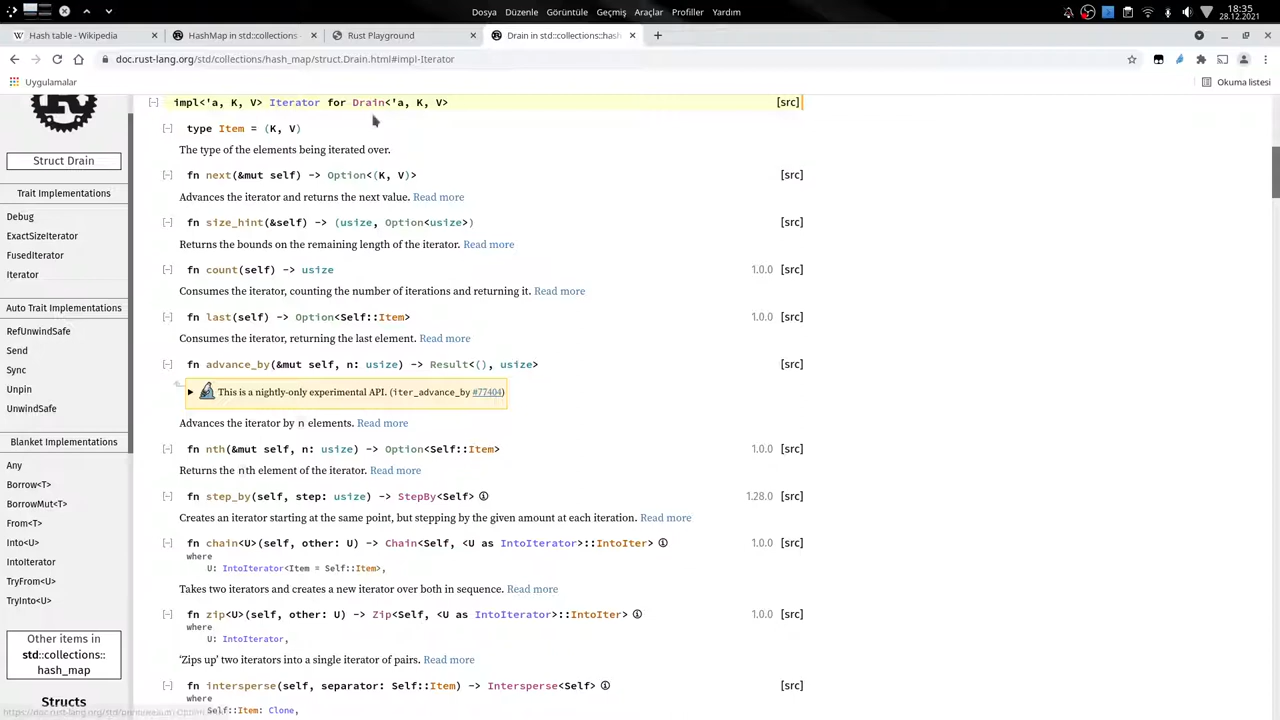 Dosya Düzenle Görüntüle Geçmiş Araçlar Profiller Yardım
18:35
28.12.2021
Hash table - Wikipedia
HashMap in std::collections -
Rust Playground
Drain in std::collections::hash
doc.rust-lang.org/std/collections/hash_map/struct.Drain.html#impl-Iterator
Uygulamalar
Okuma listesi
Struct Drain
Trait Implementations
Debug
ExactSizeIterator
FusedIterator
Iterator
Auto Trait Implementations
RefUnwindSafe
Send
Sync
Unpin
UnwindSafe
Blanket Implementations
Any
Borrow<T>
BorrowMut<T>
From<T>
Into<U>
IntoIterator
TryFrom<U>
TryInto<U>
Other items in
std::collections::
hash_map
Structs
[-] impl<'a, K, V> Iterator for Drain<'a, K, V> [src]
[-] type Item = (K, V)
The type of the elements being iterated over.
[-] fn next(&mut self) -> Option<(K, V)> [src]
Advances the iterator and returns the next value. Read more
[-] fn size_hint(&self) -> (usize, Option<usize>) [src]
Returns the bounds on the remaining length of the iterator. Read more
[-] fn count(self) -> usize 1.0.0 [src]
Consumes the iterator, counting the number of iterations and returning it. Read more
[-] fn last(self) -> Option<Self::Item> 1.0.0 [src]
Consumes the iterator, returning the last element. Read more
[-] fn advance_by(&mut self, n: usize) -> Result<(), usize> [src]
This is a nightly-only experimental API. (iter_advance_by #77404)
Advances the iterator by n elements. Read more
[-] fn nth(&mut self, n: usize) -> Option<Self::Item> 1.0.0 [src]
Returns the nth element of the iterator. Read more
[-] fn step_by(self, step: usize) -> StepBy<Self> 1.28.0 [src]
Creates an iterator starting at the same point, but stepping by the given amount at each iteration. Read more
[-] fn chain<U>(self, other: U) -> Chain<Self, <U as IntoIterator>::IntoIter> 1.0.0 [src]
where
U: IntoIterator<Item = Self::Item>,
Takes two iterators and creates a new iterator over both in sequence. Read more
[-] fn zip<U>(self, other: U) -> Zip<Self, <U as IntoIterator>::IntoIter> 1.0.0 [src]
where
U: IntoIterator,
‘Zips up’ two iterators into a single iterator of pairs. Read more
[-] fn intersperse(self, separator: Self::Item) -> Intersperse<Self> [src]
where
Self::Item: Clone,